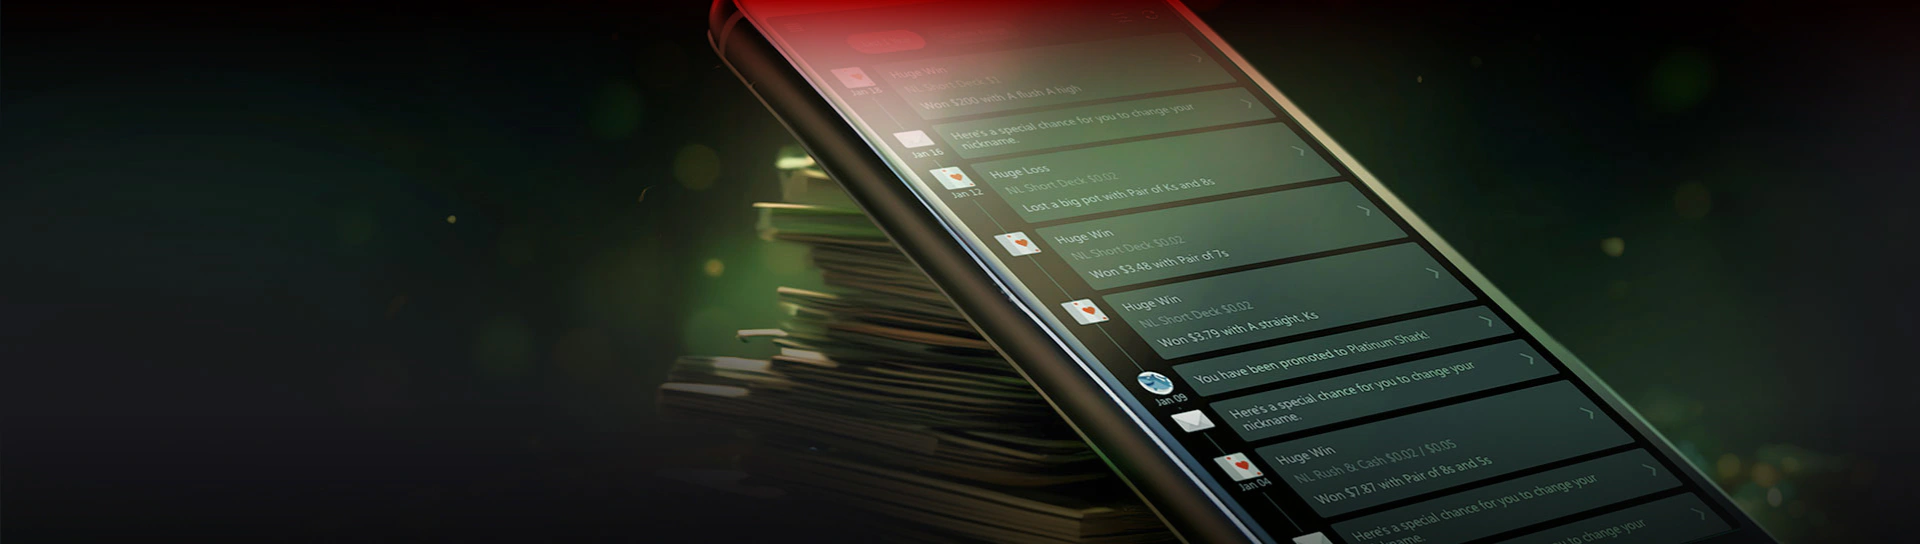 Huge Win
NL Short Deck $1
Won $200 with A flush A high
Jan 18
Here's a special chance for you to change your
nickname.
Jan 16
Huge Loss
NL Short Deck $0.02
Lost a big pot with Pair of Ks and 8s
Jan 12
Huge Win
NL Short Deck $0.02
Won $3.48 with Pair of 7s
Huge Win
NL Short Deck $0.02
Won $3.79 with A straight, Ks
You have been promoted to Platinum Shark!
Jan 09
Here's a special chance for you to change your
nickname.
Huge Win
NL Rush & Cash $0.02 / $0.05
Won $7.87 with Pair of 8s and 5s
Jan 04
Here's a special chance for you to change your
nickname.
to change your